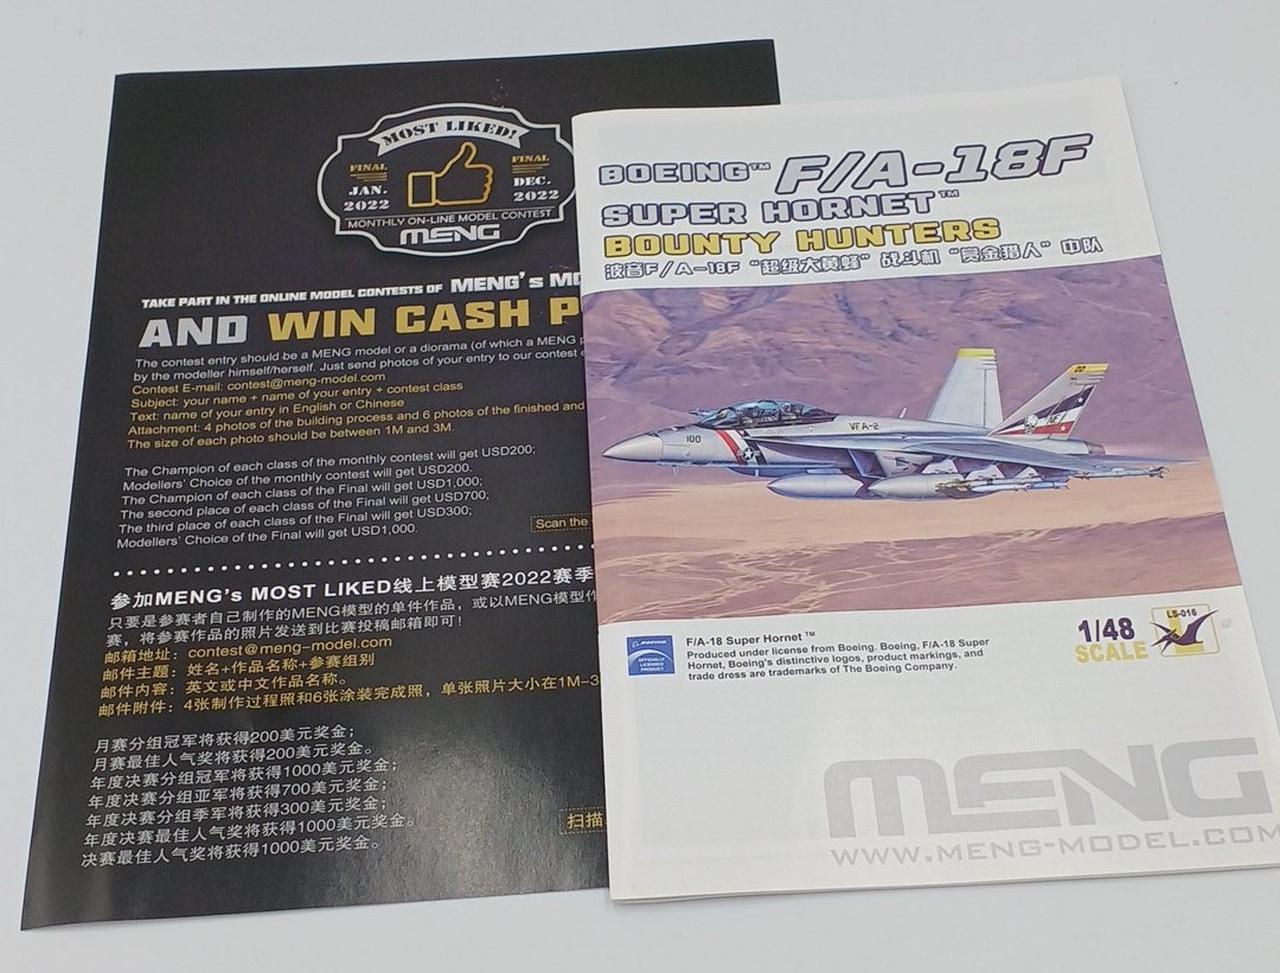 MOST LIKED!
FINAL
JAN.
2022
FINAL
DEC.
2022
MONTHLY ON-LINE MODEL CONTEST
MENG
TAKE PART IN THE ONLINE MODEL CONTESTS OF MENG's
AND WIN CASH
The contest entry should be a MENG model or a diorama (of which a MENG
by the modeller himself/herself. Just send photos of your entry to our contest
Contest E-mail: contest@meng-model.com
Subject: your name + name of your entry + contest class
Text: name of your entry in English or Chinese
Attachment: 4 photos of the building process and 6 photos of the finished and
The size of each photo should be between 1M and 3M.
The Champion of each class of the monthly contest will get USD200;
Modellers' Choice of the monthly contest will get USD200.
The Champion of each class of the Final will get USD1,000;
The second place of each class of the Final will get USD700;
The third place of each class of the Final will get USD300;
Modellers' Choice of the Final will get USD1,000.
Scan the
参加MENG's MOST LIKED线上模型赛2022赛季
只要是参赛者自己制作的MENG模型的单件作品，或以MENG模型作
赛，将参赛作品的照片发送到比赛投稿邮箱即可！
邮箱地址：contest@meng-model.com
邮件主题：姓名+作品名称+参赛组别
邮件内容：英文或中文作品名称。
邮件附件：4张制作过程照和6张涂装完成照，单张照片大小在1M-3
月赛分组冠军将获得200美元奖金；
月赛最佳人气奖将获得200美元奖金。
年度决赛分组冠军将获得1000美元奖金；
年度决赛分组亚军将获得700美元奖金；
年度决赛分组季军将获得300美元奖金；
年度决赛最佳人气奖将获得1000美元奖金。
决赛最佳人气奖将获得1000美元奖金。
扫描
BOEING™ F/A-18F
SUPER HORNET™
BOUNTY HUNTERS
波音F/A-18F "超级大黄蜂" 战斗机 "赏金猎人" 中队
100
VFA-2
F/A-18 Super Hornet ™
Produced under license from Boeing. Boeing, F/A-18 Super
Hornet, Boeing's distinctive logos, product markings, and
trade dress are trademarks of The Boeing Company.
BOEING
OFFICIALLY
LICENSED
PRODUCT
1/48
SCALE
LS-016
MENG
WWW.MENG-MODEL.COM